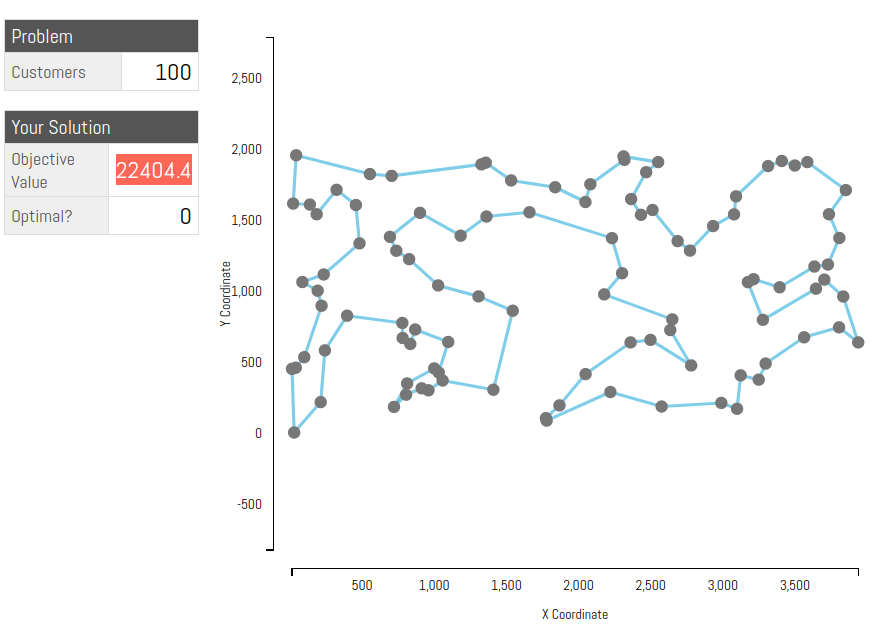 Problem
Customers 100
Your Solution
Objective Value 22404.4
Optimal? 0
2,500
2,000
1,500
1,000
500
0
-500
Y Coordinate
500 1,000 1,500 2,000 2,500 3,000 3,500
X Coordinate